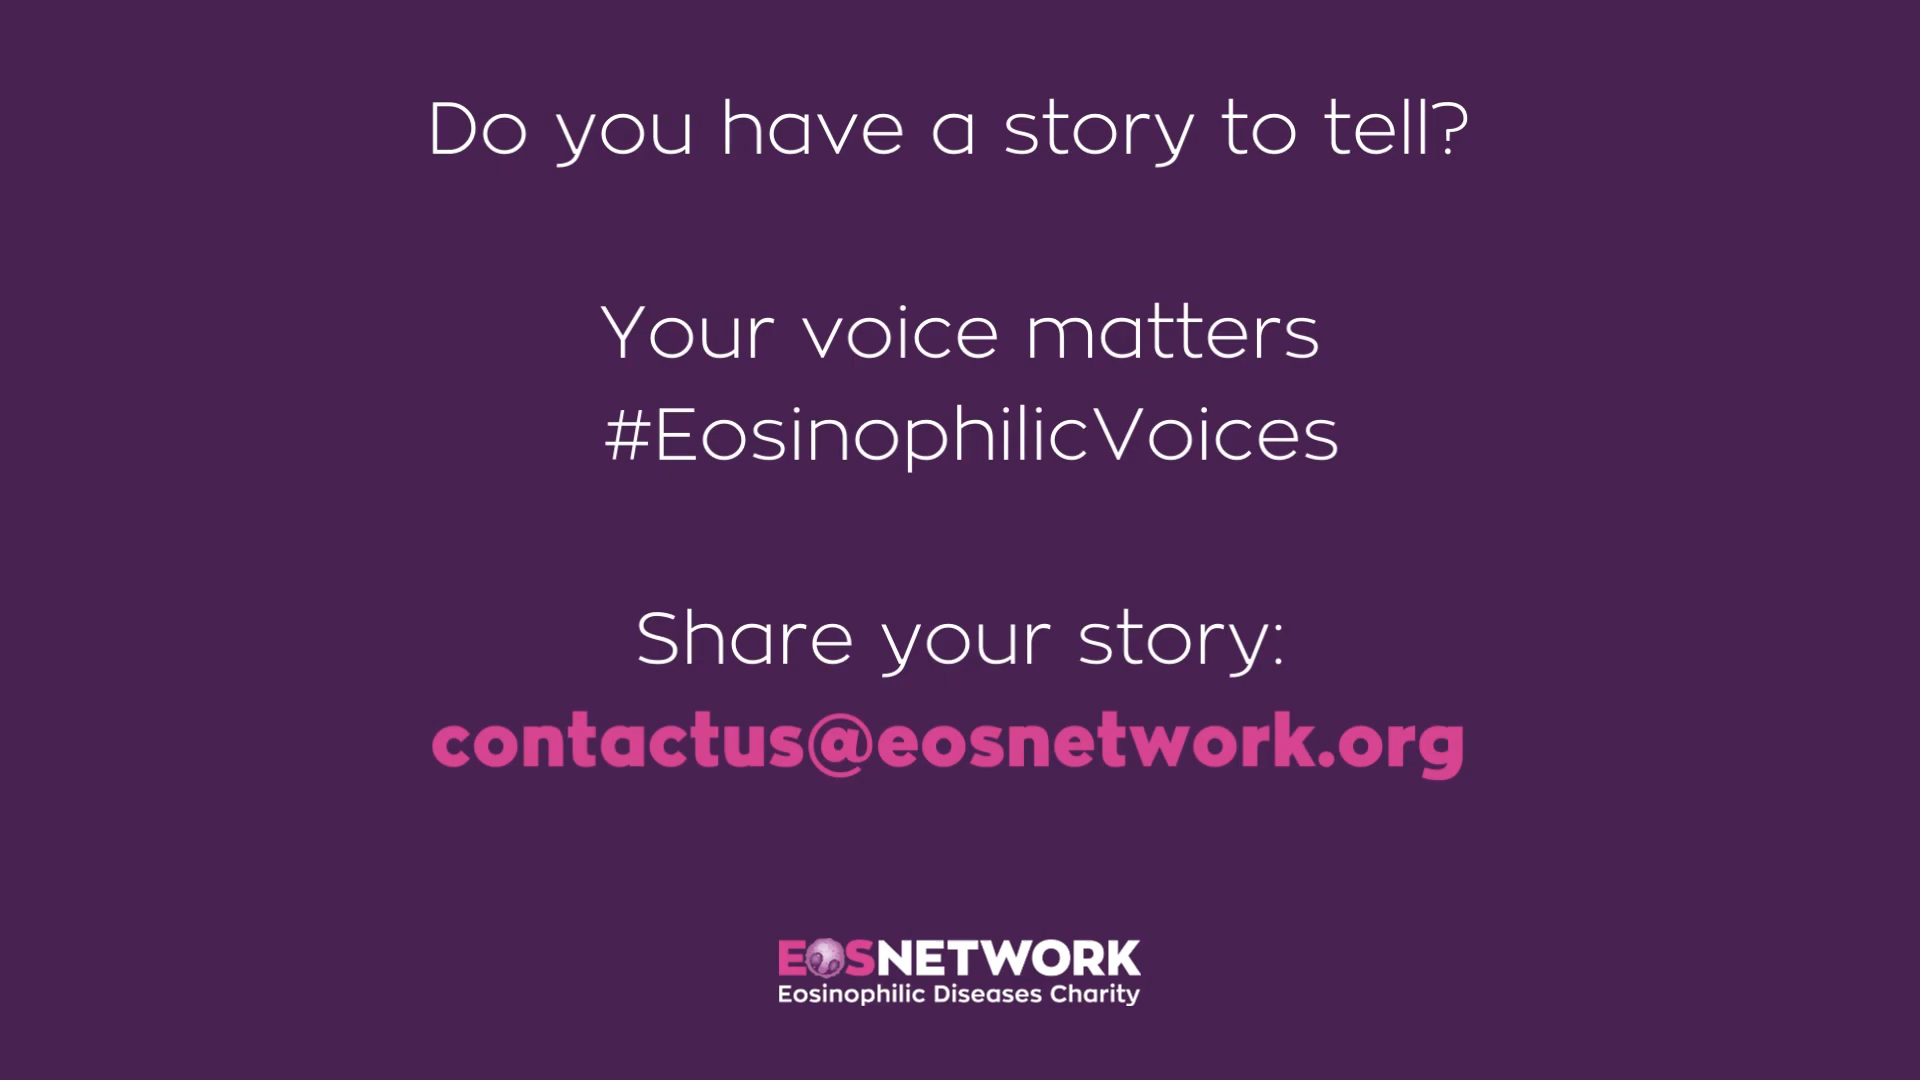 Do you have a story to tell?
Your voice matters
#EosinophilicVoices
Share your story:
contactus@eosnetwork.org
EOSNETWORK
Eosinophilic Diseases Charity